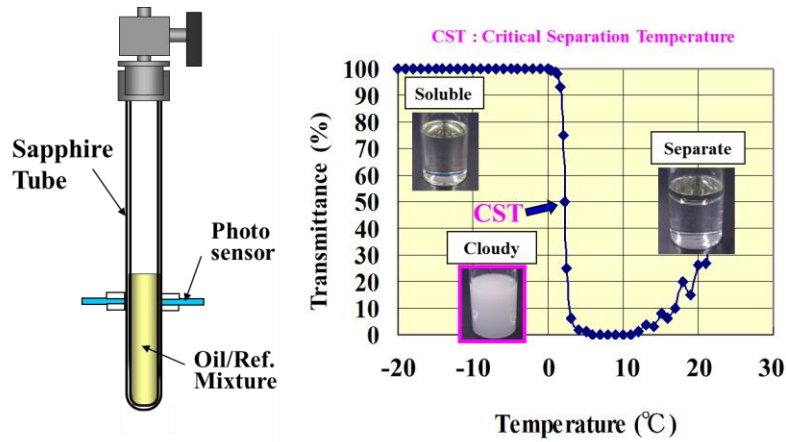 Sapphire
Tube
Photo
sensor
Oil/Ref.
Mixture
CST : Critical Separation Temperature
Transmittance (%)
100
90
80
70
60
50
40
30
20
10
0
Soluble
Separate
CST
Cloudy
-20
-10
0
10
20
30
Temperature (℃)